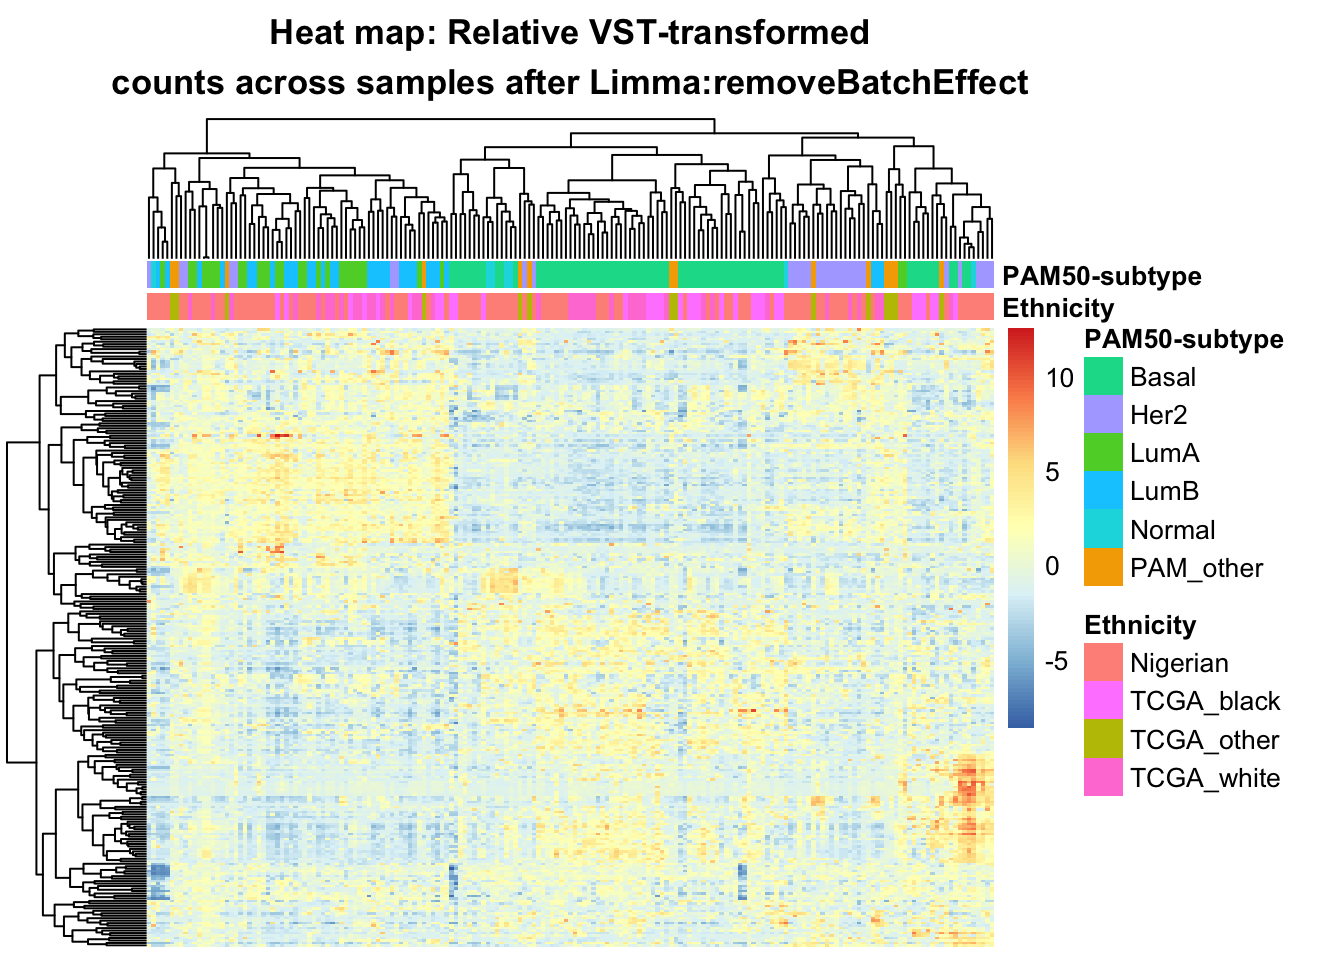 Heat map: Relative VST-transformed
counts across samples after Limma:removeBatchEffect
PAM50-subtype
Ethnicity
PAM50-subtype
Basal
Her2
LumA
LumB
Normal
PAM_other
Ethnicity
Nigerian
TCGA_black
TCGA_other
TCGA_white
10
5
0
-5